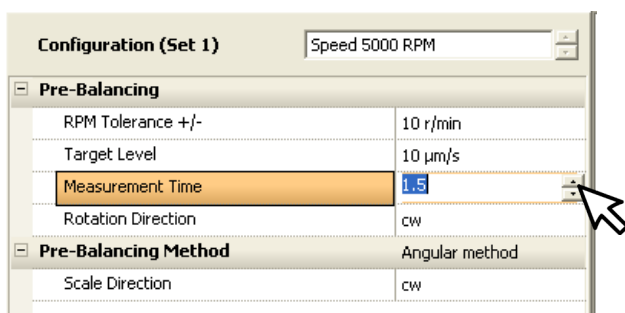 Configuration (Set 1) Speed 5000 RPM
Pre-Balancing
RPM Tolerance +/- 10 r/min
Target Level 10 µm/s
Measurement Time 1.5
Rotation Direction cw
Pre-Balancing Method Angular method
Scale Direction cw